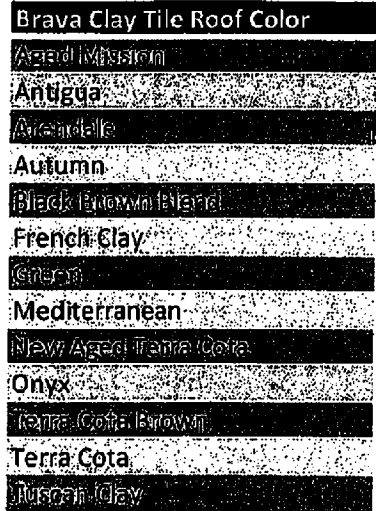 Brava Clay Tile Roof Color
Aged Mission
Antigua
Arendale
Autumn
Black Brown Blend
French Clay
Green
Mediterranean
New Aged Terra Cota
Onyx
Terra Cota Brown
Terra Cota
Tuscan Clay